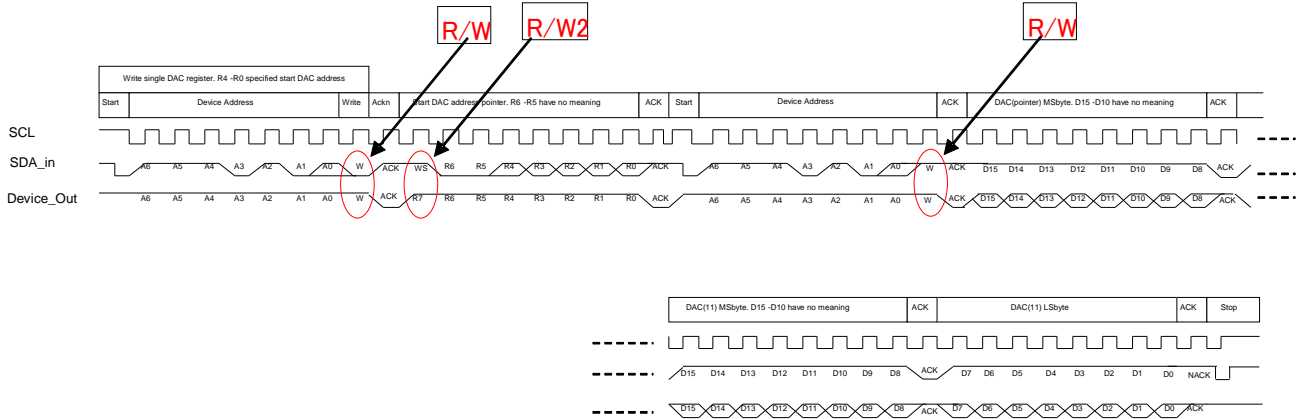 R/W R/W2 R/W
Write single DAC register. R4 -R0 specified start DAC address
Start Device Address Write Ackn Start DAC address pointer. R6 -R5 have no meaning ACK Start Device Address ACK DAC(pointer) MSbyte. D15 -D10 have no meaning ACK
SCL
SDA_in A6 A5 A4 A3 A2 A1 A0 W ACK WS R6 R5 R4 R3 R2 R1 R0 ACK A6 A5 A4 A3 A2 A1 A0 W ACK D15 D14 D13 D12 D11 D10 D9 D8 ACK
Device_Out A6 A5 A4 A3 A2 A1 A0 W ACK R7 R6 R5 R4 R3 R2 R1 R0 ACK A6 A5 A4 A3 A2 A1 A0 W ACK D15 D14 D13 D12 D11 D10 D9 D8 ACK
DAC(11) MSbyte. D15 -D10 have no meaning ACK DAC(11) LSbyte ACK Stop
D15 D14 D13 D12 D11 D10 D9 D8 ACK D7 D6 D5 D4 D3 D2 D1 D0 NACK
D15 D14 D13 D12 D11 D10 D9 D8 ACK D7 D6 D5 D4 D3 D2 D1 D0 ACK